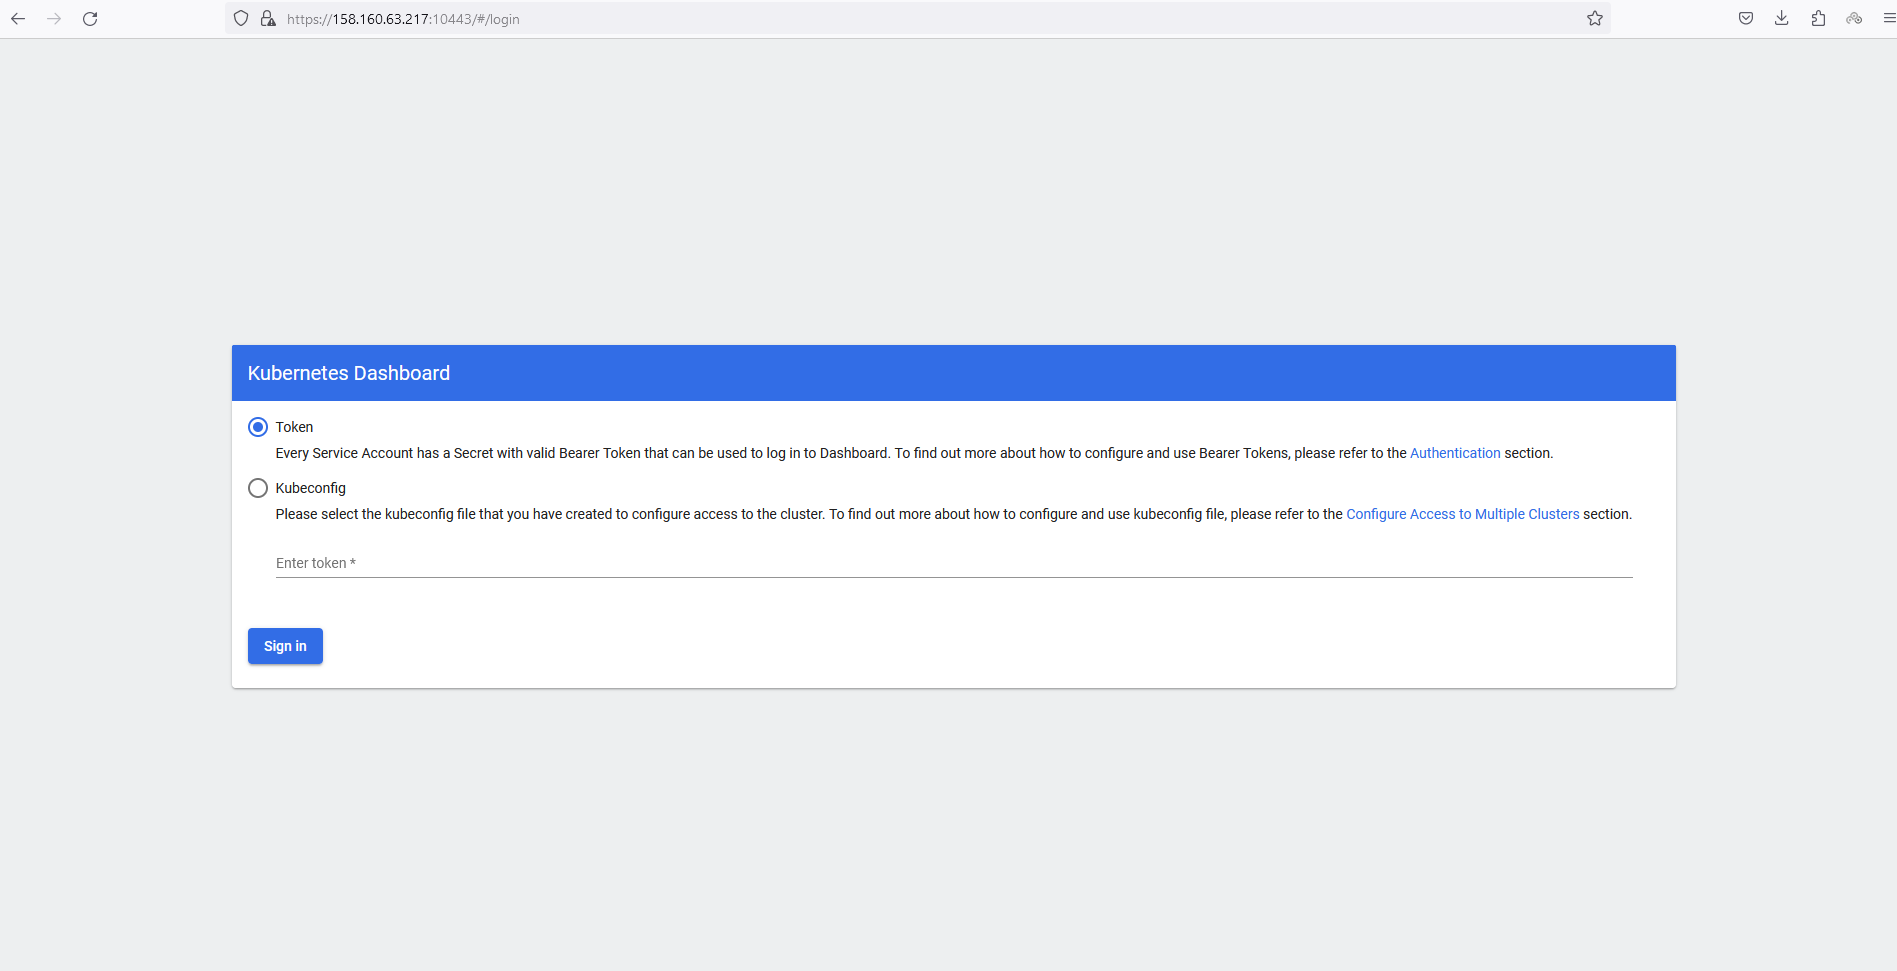 https://158.160.63.217:10443/#/login
Kubernetes Dashboard
Token
Every Service Account has a Secret with valid Bearer Token that can be used to log in to Dashboard. To find out more about how to configure and use Bearer Tokens, please refer to the Authentication section.
Kubeconfig
Please select the kubeconfig file that you have created to configure access to the cluster. To find out more about how to configure and use kubeconfig file, please refer to the Configure Access to Multiple Clusters section.
Enter token *
Sign in